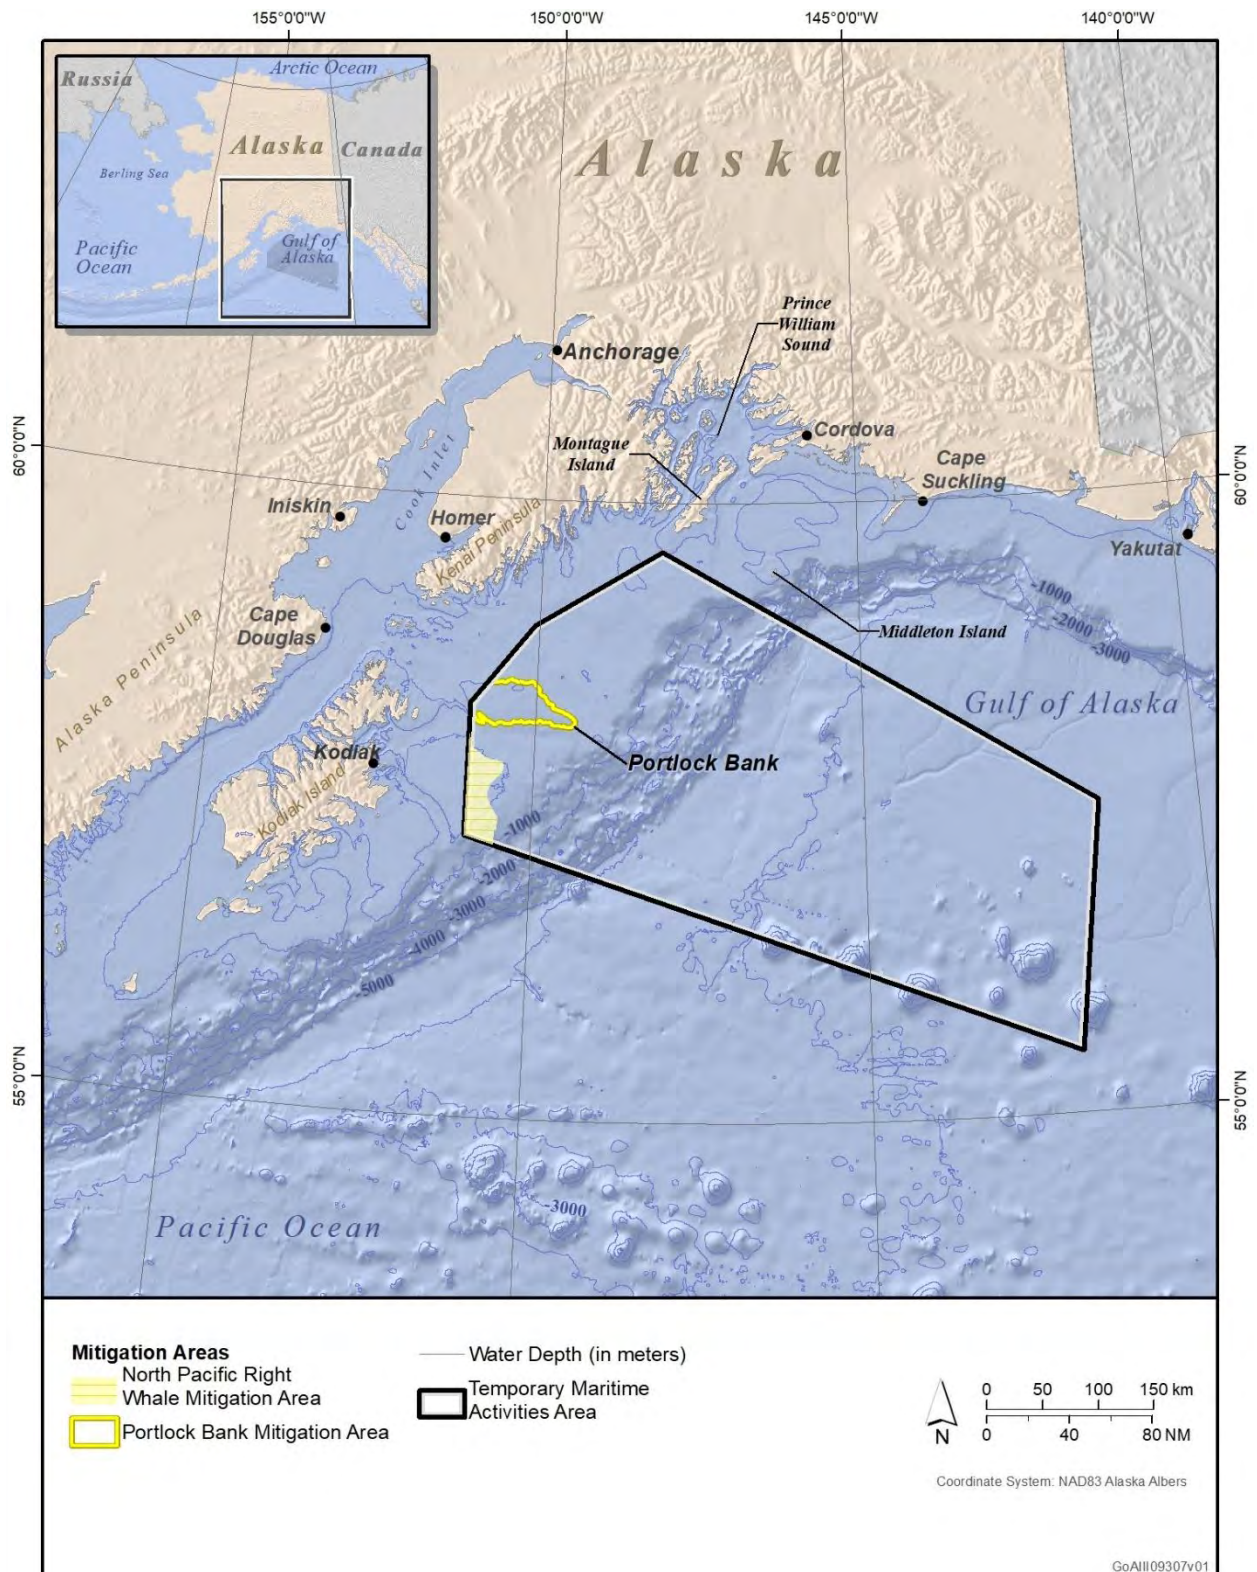 155°0'0"W
150°0'0"W
145°0'0"W
140°0'0"W
Russia
Arctic Ocean
Alaska
Canada
Berling Sea
Pacific
Ocean
Gulf of
Alaska
Alaska
Prince
William
Sound
Anchorage
60°0'0"N
60°0'0"N
Montague
Island
Cordova
Cape
Suckling
Cook Inlet
Iniskin
Homer
Kenai Peninsula
Yakutat
-1000
-2000
-3000
Cape
Douglas
Middleton Island
Alaska Peninsula
Gulf of Alaska
Kodiak
Kodiak Island
Portlock Bank
-1000
-2000
-3000
-4000
-5000
55°0'0"N
55°0'0"N
-3000
Pacific Ocean
Mitigation Areas
North Pacific Right
Whale Mitigation Area
Portlock Bank Mitigation Area
Water Depth (in meters)
Temporary Maritime
Activities Area
N
0 50 100 150 km
0 40 80 NM
Coordinate System: NAD83 Alaska Albers
GoAIII09307v01